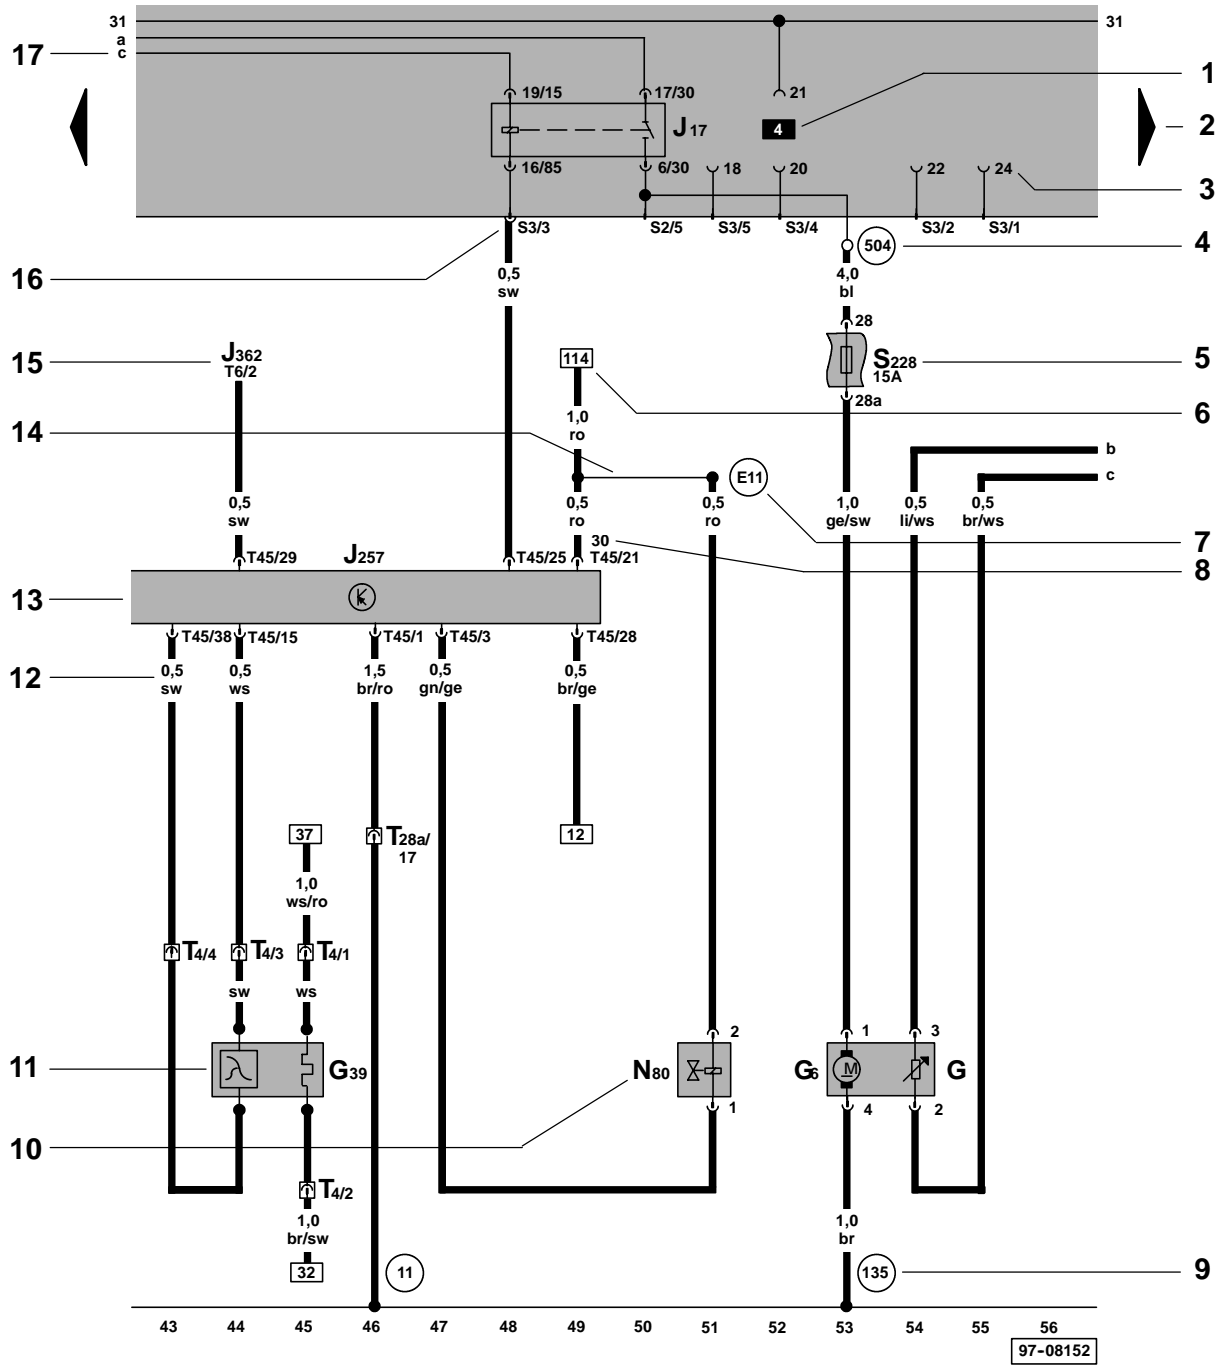 31 31
a
17 c
1
19/15 17/30 21
J17 4 2
16/85 6/30 18 20 22 24
3
S3/3 S2/5 S3/5 S3/4 S3/2 S3/1
504 4
16 0,5 4,0
sw bl
28
15 J362 114 S228 5
T6/2 15A
28a
1,0 6
14 ro
b
E11 c
0,5 0,5 0,5 1,0 0,5 0,5
sw ro ro ge/sw li/ws br/ws
30 7
J257
T45/29 T45/25 T45/21 8
13
T45/38 T45/15 T45/1 T45/3 T45/28
12 0,5 0,5 1,5 0,5 0,5
sw ws br/ro gn/ge br/ge
37 T28a/ 12
17
1,0
ws/ro
T4/4 T4/3 T4/1
sw ws
2 1 3
11 G39 N80 G6 M G
1 4 2
10
T4/2
1,0 1,0
br/sw br
32 11 135 9
43 44 45 46 47 48 49 50 51 52 53 54 55 56
97-08152